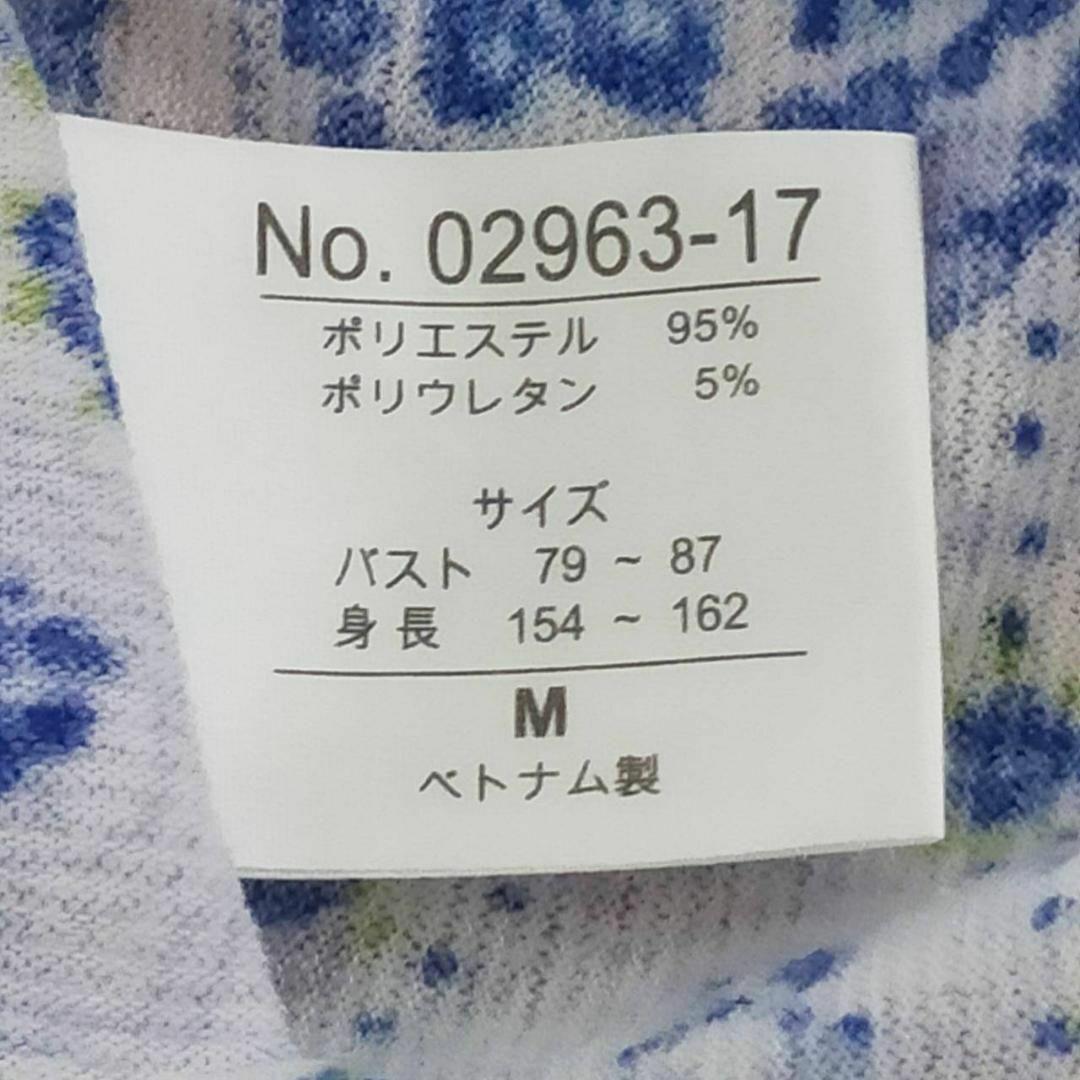 No. 02963-17
ポリエステル 95%
ポリウレタン 5%
サイズ
バスト 79 ~ 87
身長 154 ~ 162
M
ベトナム製